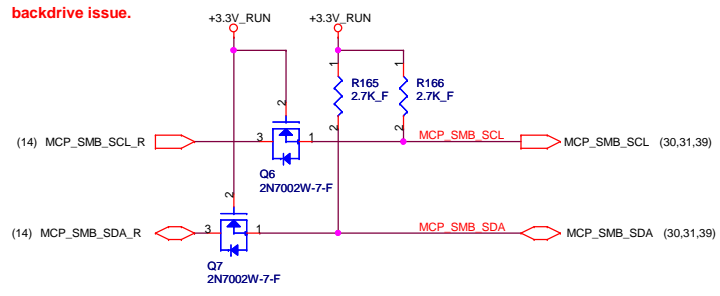 backdrive issue.
+3.3V_RUN
+3.3V_RUN
1
1
R165
2.7K_F
R166
2.7K_F
2
2
2
(14) MCP_SMB_SCL_R
3
1
MCP_SMB_SCL
MCP_SMB_SCL (30,31,39)
Q6
2N7002W-7-F
2
(14) MCP_SMB_SDA_R
3
1
MCP_SMB_SDA
MCP_SMB_SDA (30,31,39)
Q7
2N7002W-7-F